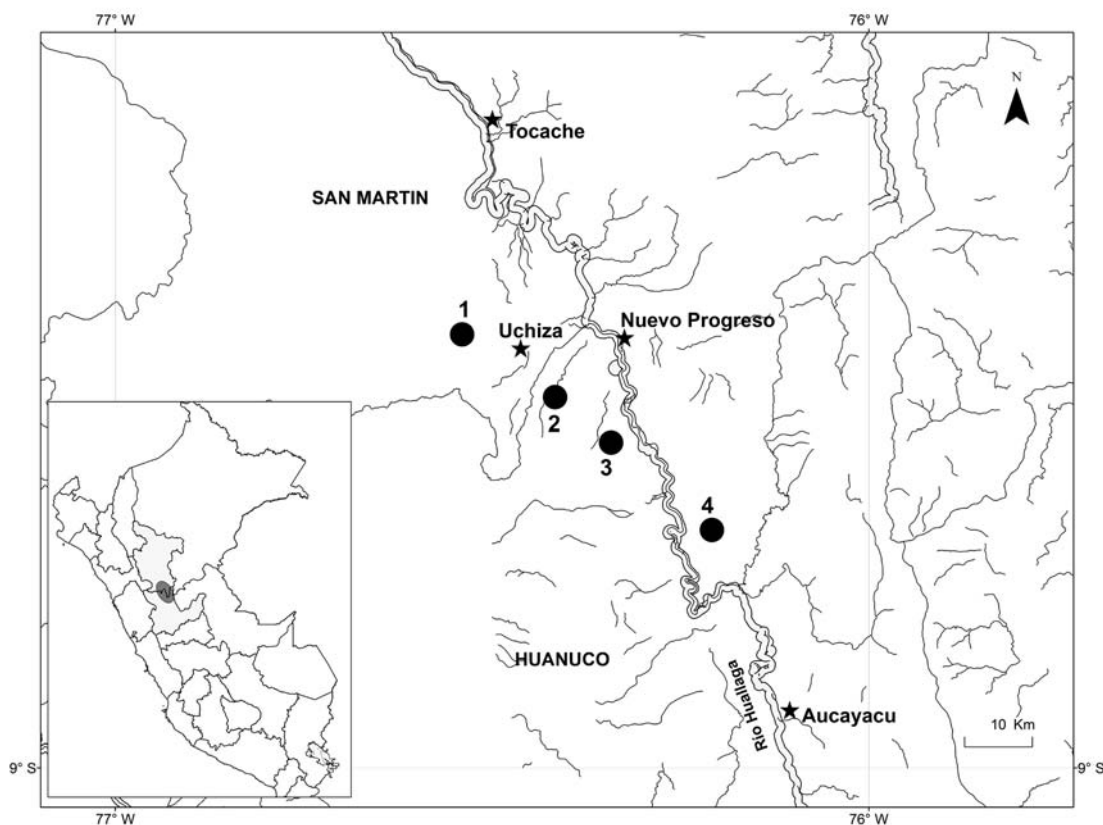 77° W
76° W
N
Tocache
SAN MARTIN
1
Uchiza
Nuevo Progreso
2
3
4
HUANUCO
Rio Huallaga
Aucayacu
10 Km
9° S
9° S
77° W
76° W